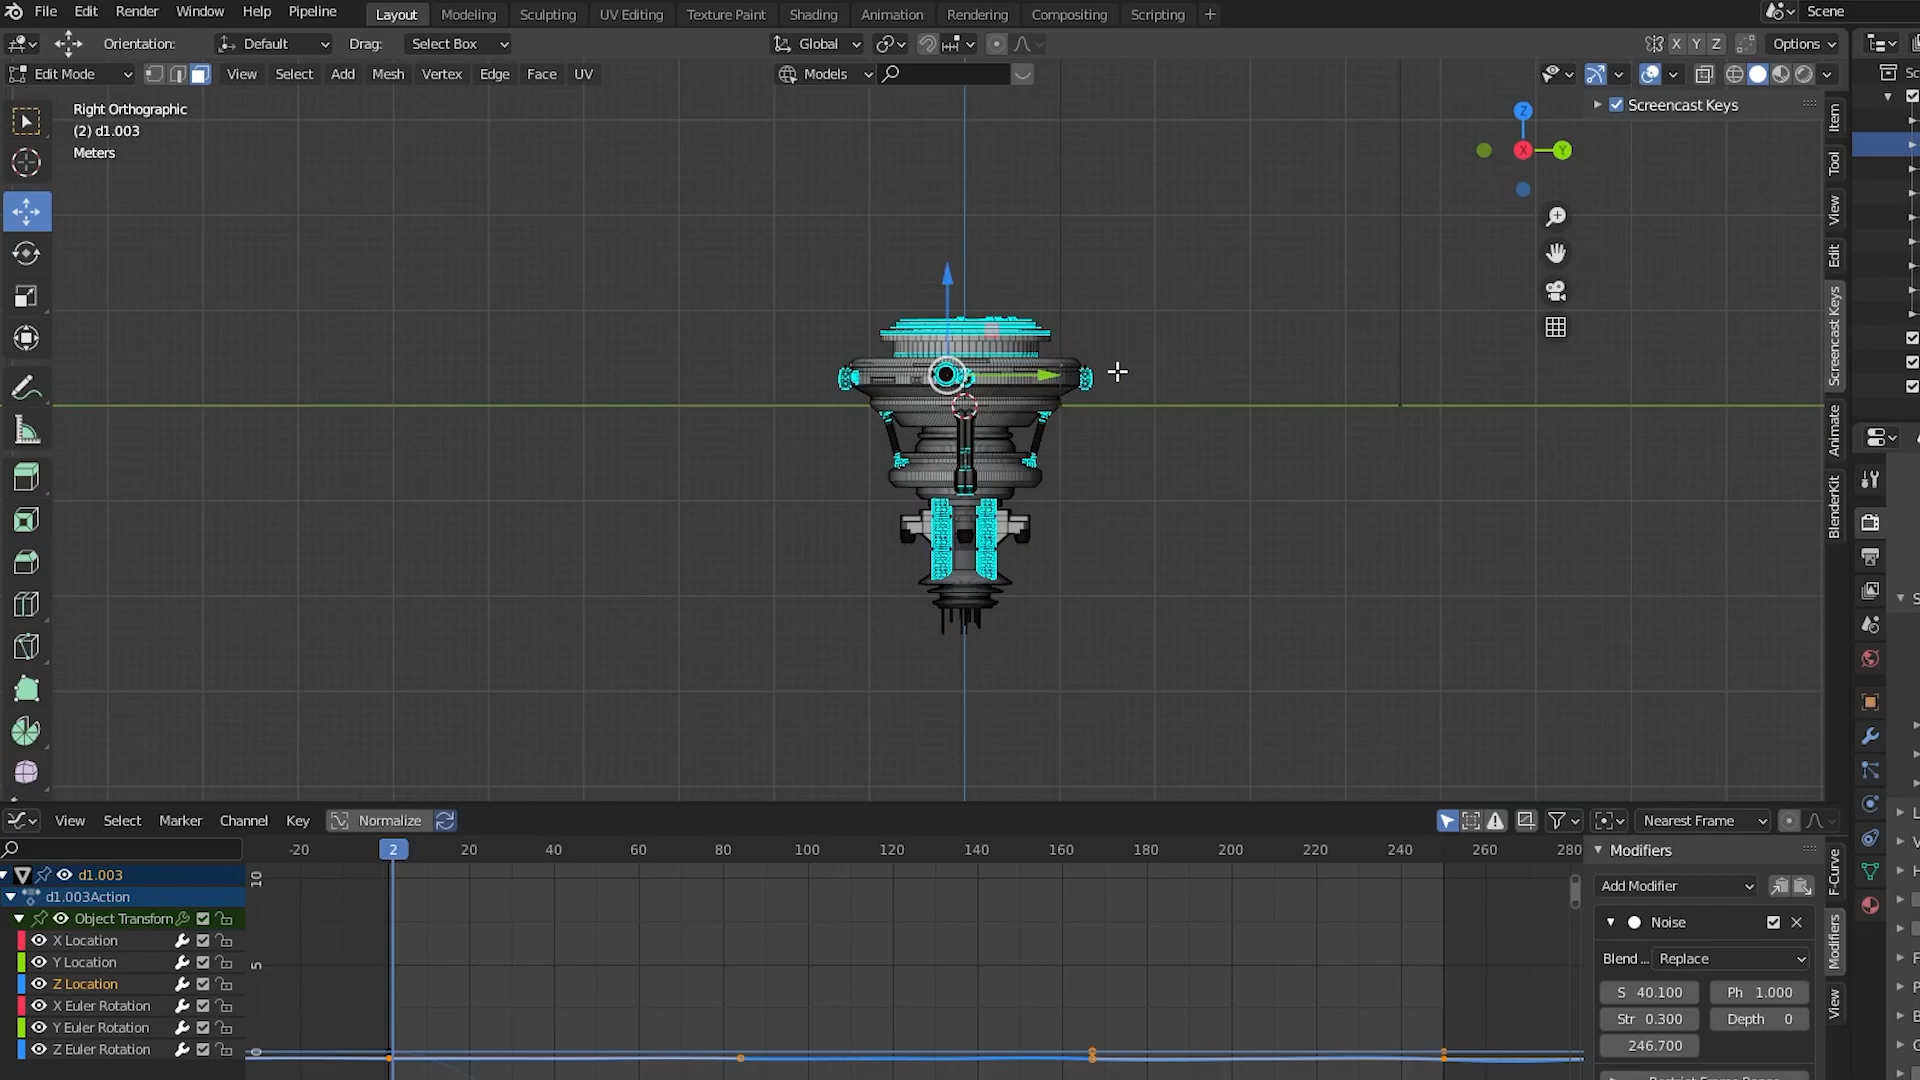 File Edit Render Window Help Pipeline Layout Modeling Sculpting UV Editing Texture Paint Shading Animation Rendering Compositing Scripting + Scene
Orientation: Default Drag: Select Box Global X Y Z Options
Edit Mode View Select Add Mesh Vertex Edge Face UV Models
Right Orthographic
(2) d1.003
Meters
Screencast Keys
Z
X
Y
Item
Tool
View
Edit
Screencast Keys
Animate
BlenderKit
View Select Marker Channel Key Normalize Nearest Frame
-20 2 20 40 60 80 100 120 140 160 180 200 220 240 260 280
10
5
0
d1.003
d1.003Action
Object Transform
X Location
Y Location
Z Location
X Euler Rotation
Y Euler Rotation
Z Euler Rotation
Modifiers
Add Modifier
Noise
Blend ... Replace
S 40.100 Ph 1.000
Str 0.300 Depth 0
246.700
F-Curve
Modifiers
View